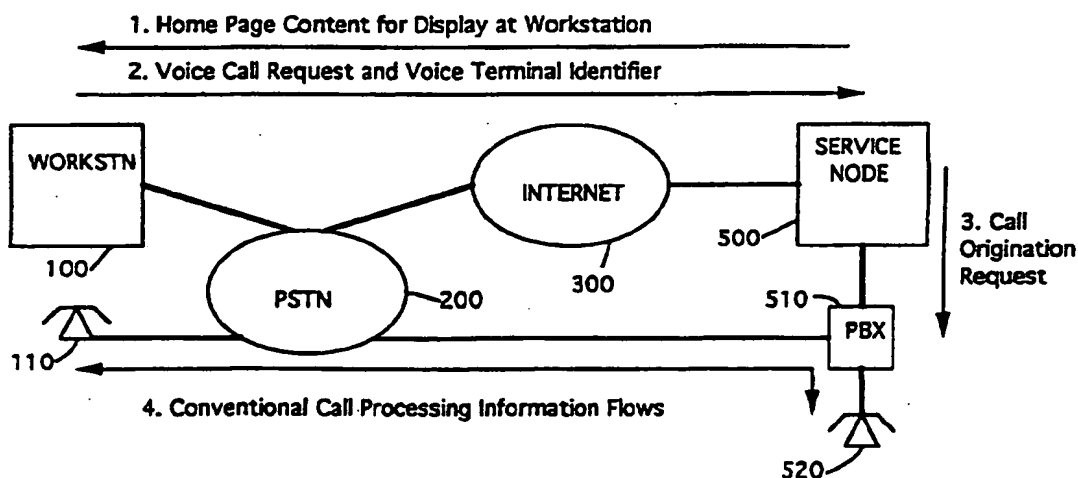 1. Home Page Content for Display at Workstation
2. Voice Call Request and Voice Terminal Identifier
WORKSTN
100
PSTN
200
INTERNET
300
SERVICE
NODE
500
3. Call
Origination
Request
510
PBX
110
4. Conventional Call Processing Information Flows
520